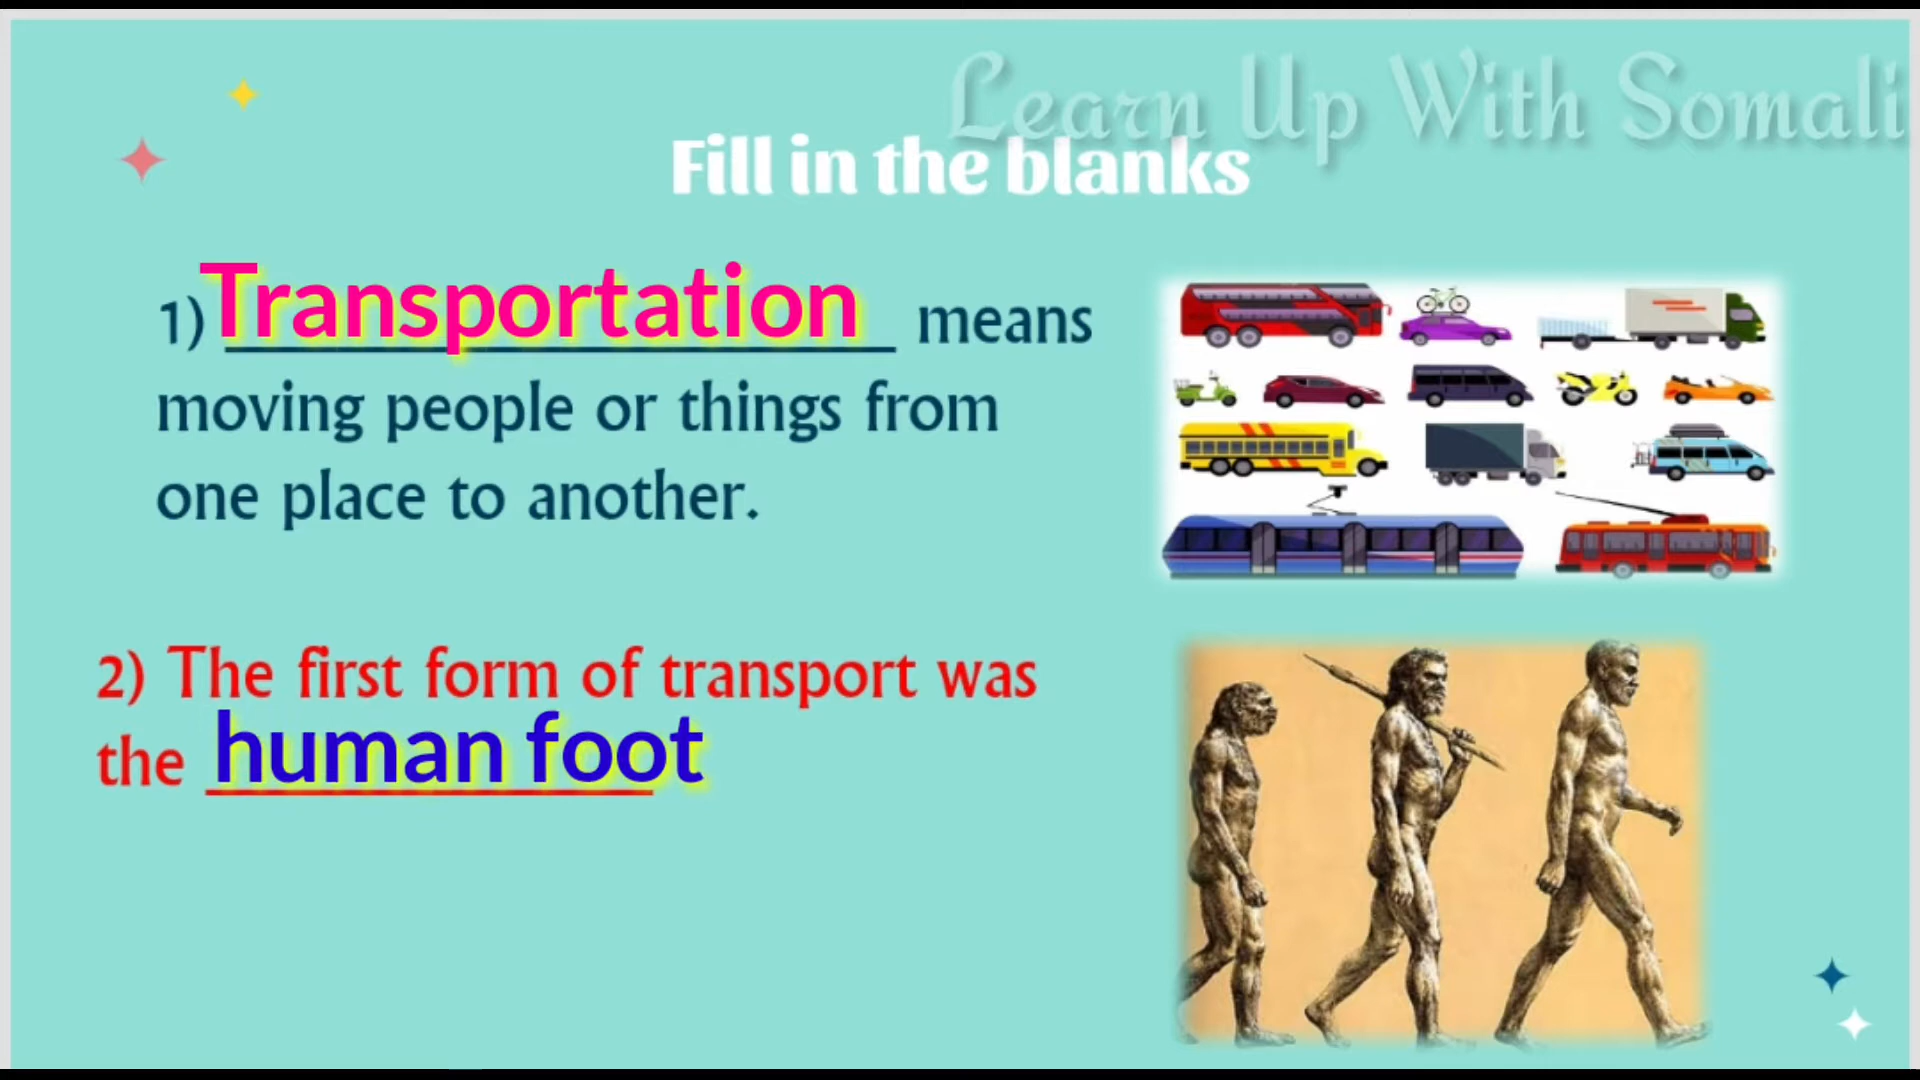 Learn Up With Somali
Fill in the blanks
1) Transportation means
moving people or things from
one place to another.
2) The first form of transport was
the human foot